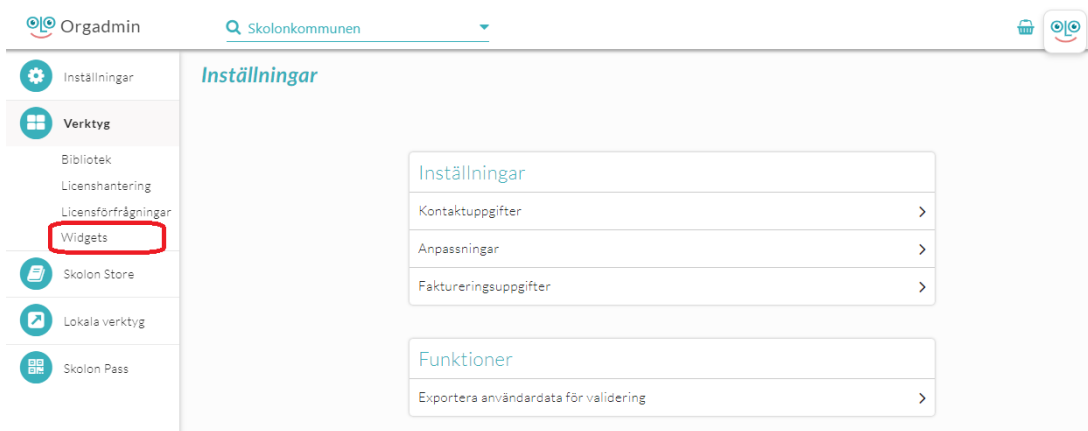 Orgadmin
Skolonkommunen
Inställningar
Verktyg
Bibliotek
Licenshantering
Licensförfrågningar
Widgets
Skolon Store
Lokala verktyg
Skolon Pass
Inställningar
Inställningar
Kontaktuppgifter
Anpassningar
Faktureringsuppgifter
Funktioner
Exportera användardata för validering